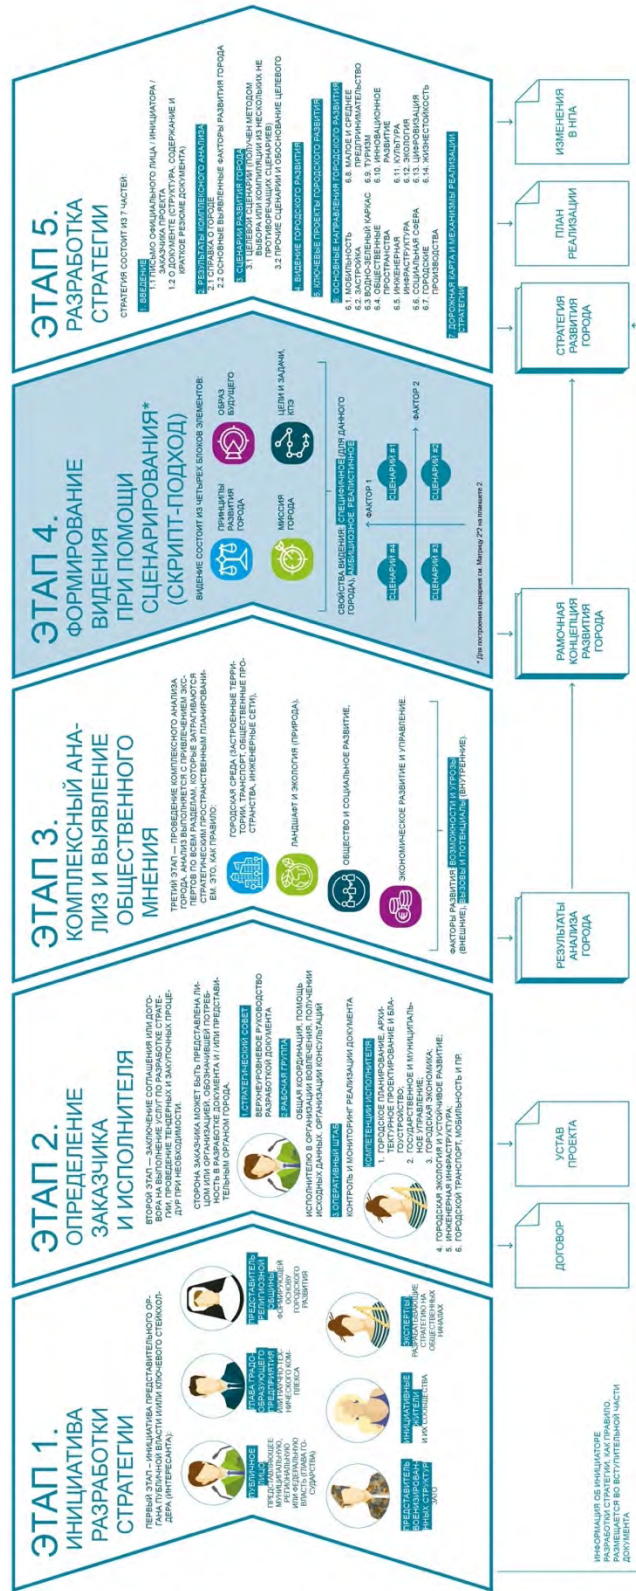 ЭТАП 1.
ИНИЦИАТИВА
РАЗРАБОТКИ
СТРАТЕГИИ
ПЕРВЫЙ ЭТАП – ИНИЦИАТИВА ПРЕДСТАВИТЕЛЬНОГО ОР-
ГАНА ПУБЛИЧНОЙ ВЛАСТИ И/ИЛИ КЛЮЧЕВОГО СТЕЙКХОЛ-
ДЕРА (ИНТЕРЕСАНТА):
ПУБЛИЧНОЕ
ЛИЦО,
ПРЕДСТАВЛЯЮЩЕЕ
МУНИЦИПАЛЬНУЮ,
РЕГИОНАЛЬНУЮ
ИЛИ ФЕДЕРАЛЬНУЮ
ВЛАСТЬ (ГЛАВА ГО-
СУДАРСТВА)
ГЛАВА ГРАДО-
ОБРАЗУЮЩЕГО
ПРЕДПРИЯТИЯ
ИЛИ НАУЧНО-ТЕХ-
НИЧЕСКОГО КОМ-
ПЛЕКСА
ПРЕДСТАВИТЕЛЬ
РЕЛИГИОЗНОЙ
ОБЩИНЫ,
ФОРМИРУЮЩЕЙ
ОСНОВУ
ГОРОДСКОГО
РАЗВИТИЯ
ПРЕДСТАВИТЕЛЬ
ВОЕНИЗИРОВАН-
НЫХ СТРУКТУР
ЗАТО
ИНИЦИАТИВНЫЕ
ЖИТЕЛИ
И ИХ СООБЩЕСТВА
ЭКСПЕРТЫ,
РАЗРАБАТЫВАЮЩИЕ
СТРАТЕГИЮ НА
ОБЩЕСТВЕННЫХ
НАЧАЛАХ
ИНФОРМАЦИЯ ОБ ИНИЦИАТОРЕ
РАЗРАБОТКИ СТРАТЕГИИ, КАК ПРАВИЛО,
РАЗМЕЩАЕТСЯ ВО ВСТУПИТЕЛЬНОЙ ЧАСТИ
ДОКУМЕНТА
ЭТАП 2.
ОПРЕДЕЛЕНИЕ
ЗАКАЗЧИКА
И ИСПОЛНИТЕЛЯ
ВТОРОЙ ЭТАП — ЗАКЛЮЧЕНИЕ СОГЛАШЕНИЯ ИЛИ ДОГО-
ВОРА НА ВЫПОЛНЕНИЕ УСЛУГ ПО РАЗРАБОТКЕ СТРАТЕ-
ГИИ, ПРОВЕДЕНИЕ ТЕНДЕРНЫХ И ЗАКУПОЧНЫХ ПРОЦЕ-
ДУР ПРИ НЕОБХОДИМОСТИ.
СТОРОНА ЗАКАЗЧИКА МОЖЕТ БЫТЬ ПРЕДСТАВЛЕНА ЛИ-
ЦОМ ИЛИ ОРГАНИЗАЦИЕЙ, ОБОЗНАЧИВШЕЙ ПОТРЕБ-
НОСТЬ В РАЗРАБОТКЕ ДОКУМЕНТА И / ИЛИ ПРЕДСТАВИ-
ТЕЛЬНЫМ ОРГАНОМ ГОРОДА.
1.СТРАТЕГИЧЕСКИЙ СОВЕТ
ВЕРХНЕУРОВНЕВОЕ РУКОВОДСТВО
РАЗРАБОТКОЙ ДОКУМЕНТА
2.РАБОЧАЯ ГРУППА
ОБЩАЯ КООРДИНАЦИЯ, ПОМОЩЬ
ИСПОЛНИТЕЛЮ В ОРГАНИЗАЦИИ ВОВЛЕЧЕНИЯ, ПОЛУЧЕНИИ
ИСХОДНЫХ ДАННЫХ, ОРГАНИЗАЦИИ КОНСУЛЬТАЦИЙ
3.ОПЕРАТИВНЫЙ ШТАБ
КОНТРОЛЬ И МОНИТОРИНГ РЕАЛИЗАЦИИ ДОКУМЕНТА
КОМПЕТЕНЦИИ ИСПОЛНИТЕЛЯ
1. ГОРОДСКОЕ ПЛАНИРОВАНИЕ, АРХИ-
ТЕКТУРНОЕ ПРОЕКТИРОВАНИЕ И БЛА-
ГОУСТРОЙСТВО;
2. ГОСУДАРСТВЕННОЕ И МУНИЦИПАЛЬ-
НОЕ УПРАВЛЕНИЕ;
3. ГОРОДСКАЯ ЭКОНОМИКА;
4. ГОРОДСКАЯ ЭКОЛОГИЯ И УСТОЙЧИВОЕ РАЗВИТИЕ;
5. ИНЖЕНЕРНАЯ ИНФРАСТРУКТУРА;
6. ГОРОДСКОЙ ТРАНСПОРТ, МОБИЛЬНОСТЬ И ПР.
ДОГОВОР
УСТАВ
ПРОЕКТА
ЭТАП 3.
КОМПЛЕКСНЫЙ АНА-
ЛИЗ И ВЫЯВЛЕНИЕ
ОБЩЕСТВЕННОГО
МНЕНИЯ
ТРЕТИЙ ЭТАП — ПРОВЕДЕНИЕ КОМПЛЕКСНОГО АНАЛИЗА
ГОРОДА. АНАЛИЗ ВЫПОЛНЯЕТСЯ С ПРИВЛЕЧЕНИЕМ ЭКС-
ПЕРТОВ ПО ВСЕМ РАЗДЕЛАМ, КОТОРЫЕ ЗАТРАГИВАЮТСЯ
СТРАТЕГИЧЕСКИМ ПРОСТРАНСТВЕННЫМ ПЛАНИРОВАНИ-
ЕМ. ЭТО, КАК ПРАВИЛО:
ГОРОДСКАЯ СРЕДА (ЗАСТРОЕННЫЕ ТЕРРИ-
ТОРИИ, ТРАНСПОРТ, ОБЩЕСТВЕННЫЕ ПРО-
СТРАНСТВА, ИНЖЕНЕРНЫЕ СЕТИ),
ЛАНДШАФТ И ЭКОЛОГИЯ (ПРИРОДА),
ОБЩЕСТВО И СОЦИАЛЬНОЕ РАЗВИТИЕ,
ЭКОНОМИЧЕСКОЕ РАЗВИТИЕ И УПРАВЛЕНИЕ.
ФАКТОРЫ РАЗВИТИЯ: ВОЗМОЖНОСТИ И УГРОЗЫ
(ВНЕШНИЕ), ВЫЗОВЫ И ПОТЕНЦИАЛЫ (ВНУТРЕННИЕ).
РЕЗУЛЬТАТЫ
АНАЛИЗА
ГОРОДА
ЭТАП 4.
ФОРМИРОВАНИЕ
ВИДЕНИЯ
ПРИ ПОМОЩИ
СЦЕНАРИРОВАНИЯ*
(СКРИПТ-ПОДХОД)
ВИДЕНИЕ СОСТОИТ ИЗ ЧЕТЫРЕХ БЛОКОВ ЭЛЕМЕНТОВ:
ПРИНЦИПЫ
РАЗВИТИЯ
ГОРОДА
ОБРАЗ
БУДУЩЕГО
МИССИЯ
ГОРОДА
ЦЕЛИ И ЗАДАЧИ,
КПЭ
СВОЙСТВА ВИДЕНИЯ: СПЕЦИФИЧНОЕ (ДЛЯ ДАННОГО
ГОРОДА), АМБИЦИОЗНОЕ, РЕАЛИСТИЧНОЕ
ФАКТОР 1
СЦЕНАРИЙ #4
СЦЕНАРИЙ #1
ФАКТОР 2
СЦЕНАРИЙ #3
СЦЕНАРИЙ #2
* Для построения сценариев см. Матрицу 2*2 на планшете 2
РАМОЧНАЯ
КОНЦЕПЦИЯ
РАЗВИТИЯ
ГОРОДА
ЭТАП 5.
РАЗРАБОТКА
СТРАТЕГИИ
СТРАТЕГИЯ СОСТОИТ ИЗ 7 ЧАСТЕЙ:
1. ВВЕДЕНИЕ
1.1 ПИСЬМО ОФИЦИАЛЬНОГО ЛИЦА / ИНИЦИАТОРА /
ЗАКАЗЧИКА ПРОЕКТА
1.2 О ДОКУМЕНТЕ (СТРУКТУРА, СОДЕРЖАНИЕ И
КРАТКОЕ РЕЗЮМЕ ДОКУМЕНТА)
2. РЕЗУЛЬТАТЫ КОМПЛЕКСНОГО АНАЛИЗА
2.1 СПРАВКА О ГОРОДЕ
2.2 ОСНОВНЫЕ ВЫЯВЛЕННЫЕ ФАКТОРЫ РАЗВИТИЯ ГОРОДА
3. СЦЕНАРИИ РАЗВИТИЯ ГОРОДА
3.1 ЦЕЛЕВОЙ СЦЕНАРИЙ (ПОЛУЧЕН МЕТОДОМ
ВЫБОРА ИЛИ КОМПИЛЯЦИИ ИЗ НЕСКОЛЬКИХ НЕ
ПРОТИВОРЕЧАЩИХ СЦЕНАРИЕВ)
3.2 ПРОЧИЕ СЦЕНАРИИ И ОБОСНОВАНИЕ ЦЕЛЕВОГО
4. ВИДЕНИЕ ГОРОДСКОГО РАЗВИТИЯ
5. КЛЮЧЕВЫЕ ПРОЕКТЫ ГОРОДСКОГО РАЗВИТИЯ
6. ОСНОВНЫЕ НАПРАВЛЕНИЯ ГОРОДСКОГО РАЗВИТИЯ
6.1. МОБИЛЬНОСТЬ
6.2. ЗАСТРОЙКА
6.3 ВОДНО-ЗЕЛЕНЫЙ КАРКАС
6.4. ОБЩЕСТВЕННЫЕ
ПРОСТРАНСТВА
6.5. ИНЖЕНЕРНАЯ
ИНФРАСТРУКТУРА
6.6. СОЦИАЛЬНАЯ СФЕРА
6.7. ГОРОДСКИЕ
ПРОИЗВОДСТВА
6.8. МАЛОЕ И СРЕДНЕЕ
ПРЕДПРИНИМАТЕЛЬСТВО
6.9. ТУРИЗМ
6.10. ИННОВАЦИОННОЕ
РАЗВИТИЕ
6.11. КУЛЬТУРА
6.12. ЭКОЛОГИЯ
6.13. ЦИФРОВИЗАЦИЯ
6.14. ЖИЗНЕСТОЙКОСТЬ
7. ДОРОЖНАЯ КАРТА И МЕХАНИЗМЫ РЕАЛИЗАЦИИ
СТРАТЕГИИ
СТРАТЕГИЯ
РАЗВИТИЯ
ГОРОДА
ПЛАН
РЕАЛИЗАЦИИ
ИЗМЕНЕНИЯ
В НПА